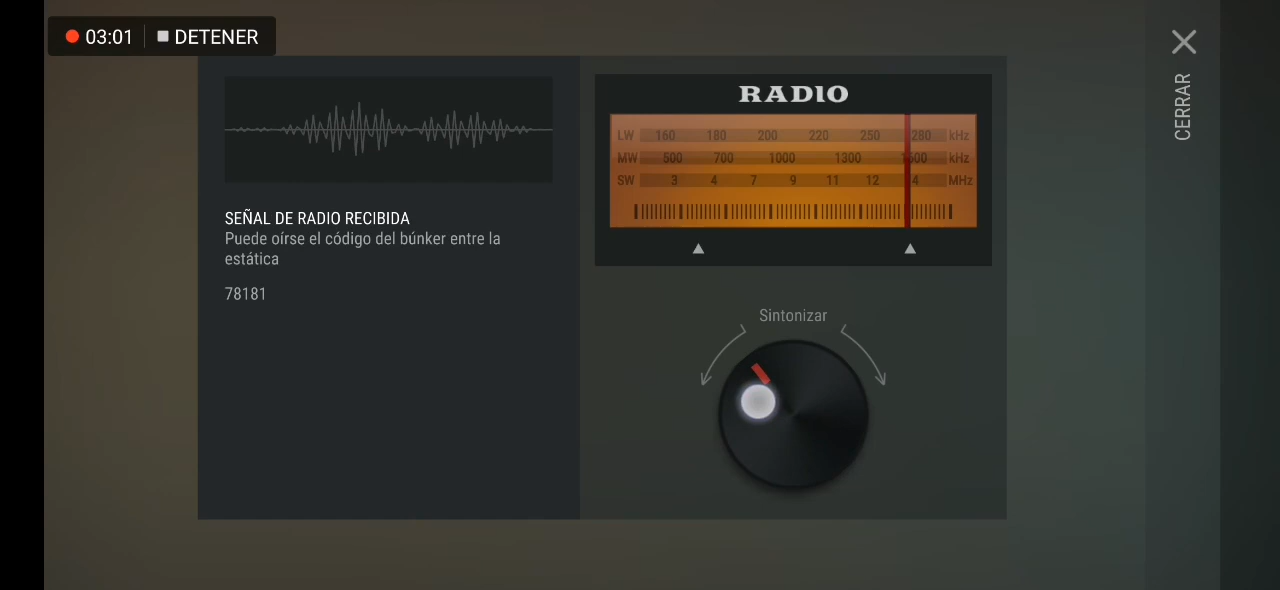 03:01 DETENER
CERRAR
SEÑAL DE RADIO RECIBIDA
Puede oírse el código del búnker entre la
estática
78181
RADIO
LW 160 180 200 220 250 280 kHz
MW 500 700 1000 1300 1600 kHz
SW 3 4 7 9 11 12 4 MHz
Sintonizar